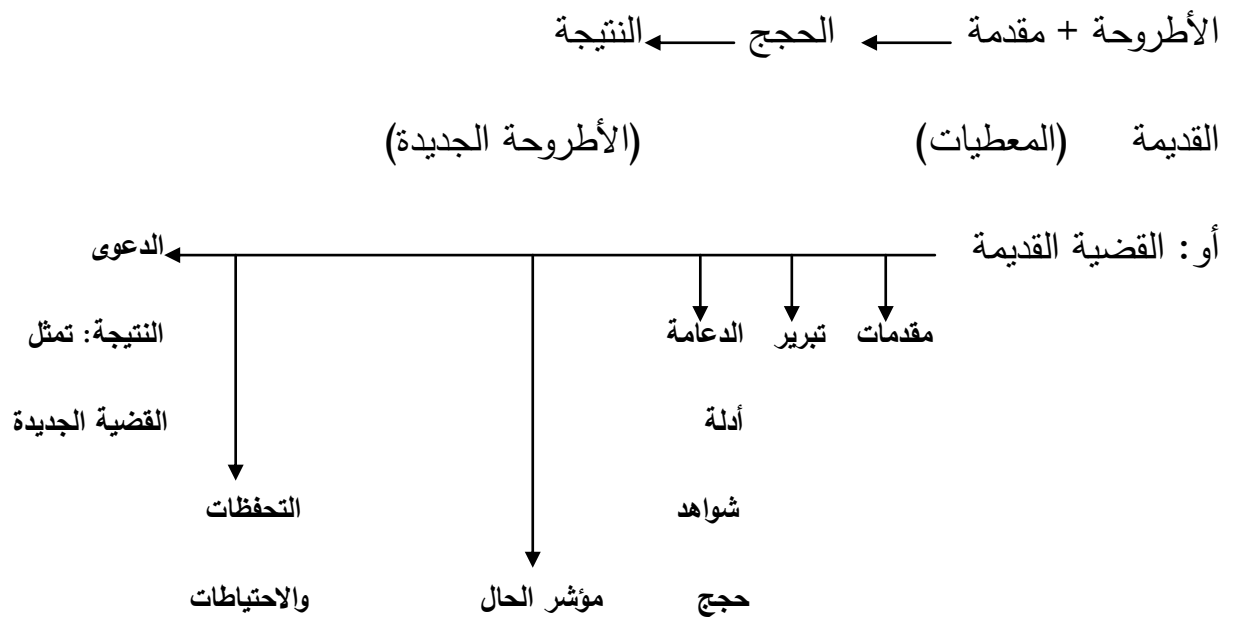 الأطروحة + مقدمة الحجج النتيجة
القديمة (المعطيات) (الأطروحة الجديدة)
أو : القضية القديمة الدعوى
مقدمات تبرير الدعامة النتيجة: تمثل
أدلة القضية الجديدة
شواهد التحفظات
حجج مؤشر الحال والاحتياطات